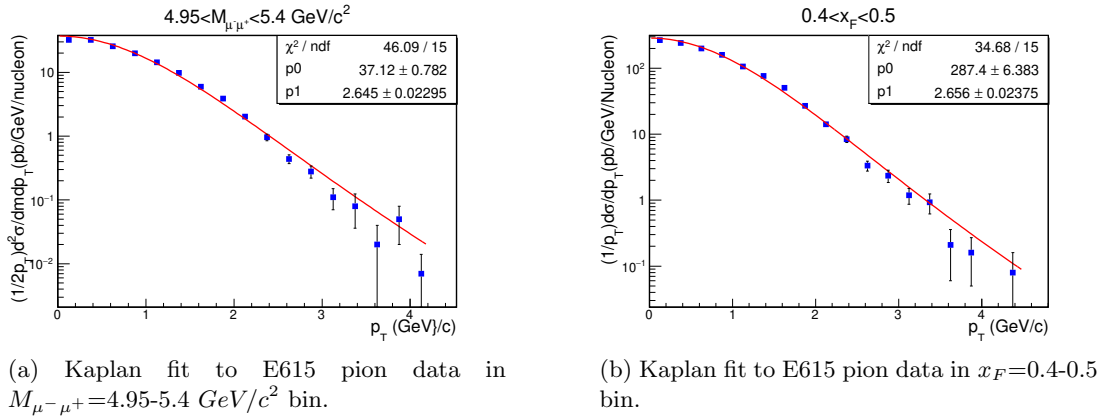 4.95<M_μ⁻μ⁺<5.4 GeV/c²
χ² / ndf 46.09 / 15
p0 37.12 ± 0.782
p1 2.645 ± 0.02295
10
1
10⁻¹
10⁻²
(1/2p_T)d²σ/dmdp_T(pb/GeV/nucleon)
0 1 2 3 4
p_T (GeV}/c)
(a) Kaplan fit to E615 pion data in
M_μ⁻μ⁺=4.95-5.4 GeV/c² bin.
0.4<x_F<0.5
χ² / ndf 34.68 / 15
p0 287.4 ± 6.383
p1 2.656 ± 0.02375
10²
10
1
10⁻¹
(1/p_T)dσ/dp_T(pb/GeV/Nucleon)
0 1 2 3 4
p_T (GeV/c)
(b) Kaplan fit to E615 pion data in x_F=0.4-0.5
bin.